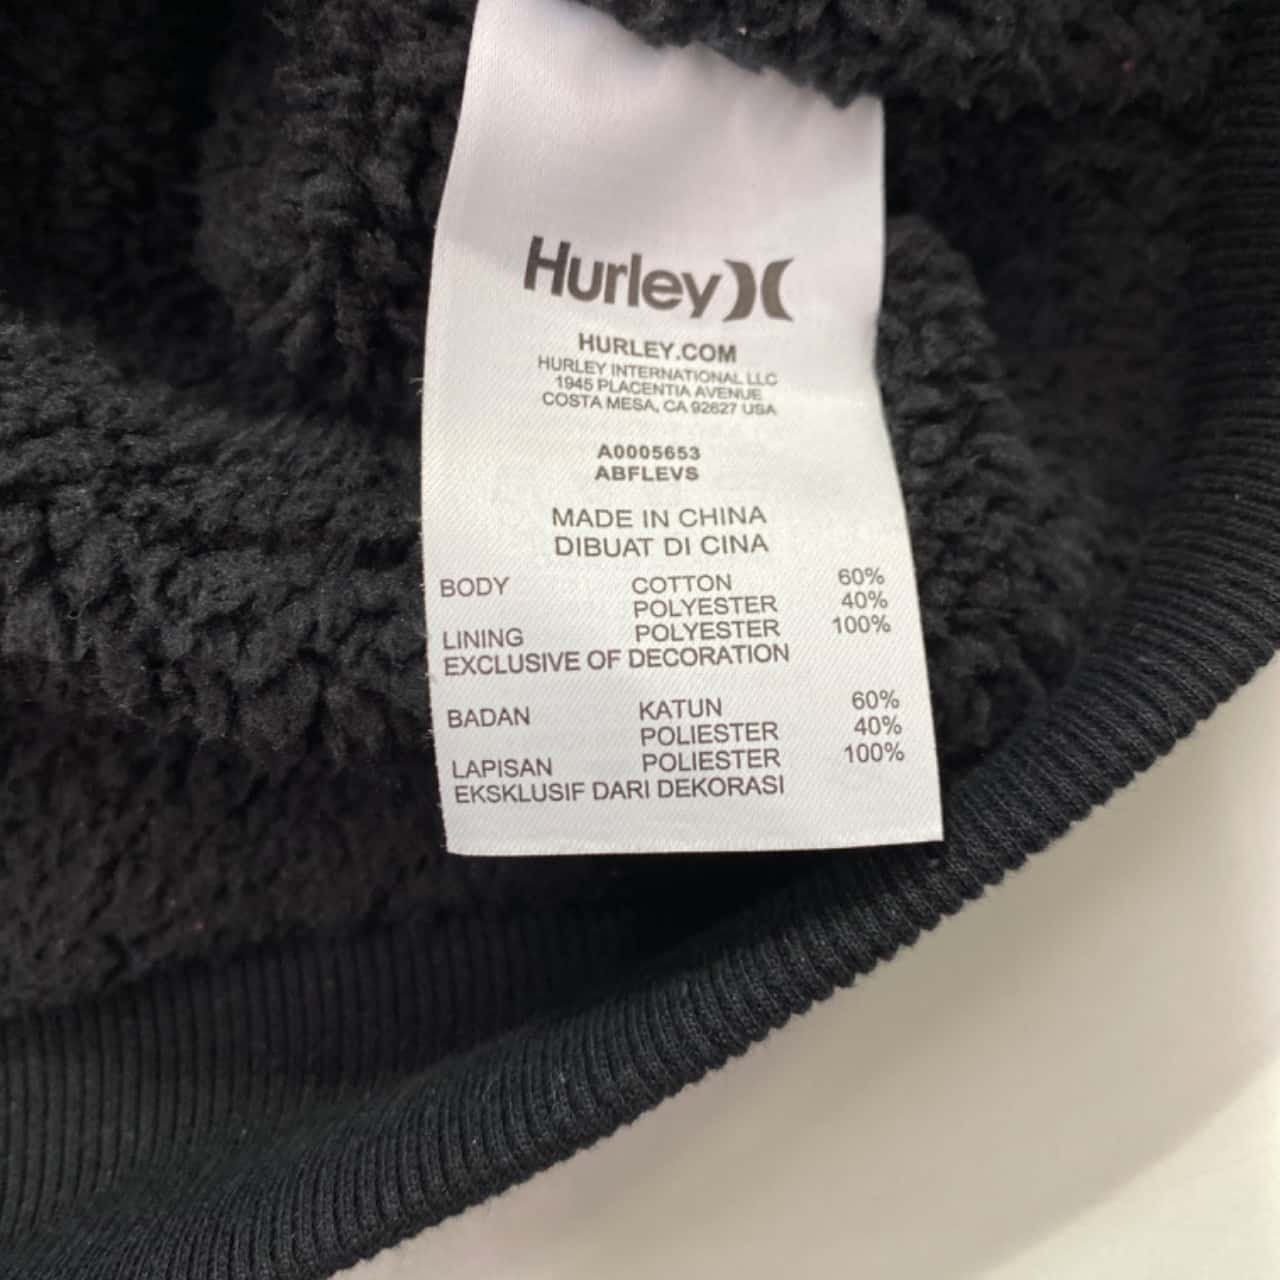 Hurley
HURLEY.COM
HURLEY INTERNATIONAL LLC
1945 PLACENTIA AVENUE
COSTA MESA, CA 92627 USA
A0005653
ABFLEVS
MADE IN CHINA
DIBUAT DI CINA
BODY COTTON 60%
POLYESTER 40%
LINING POLYESTER 100%
EXCLUSIVE OF DECORATION
BADAN KATUN 60%
POLIESTER 40%
LAPISAN POLIESTER 100%
EKSKLUSIF DARI DEKORASI